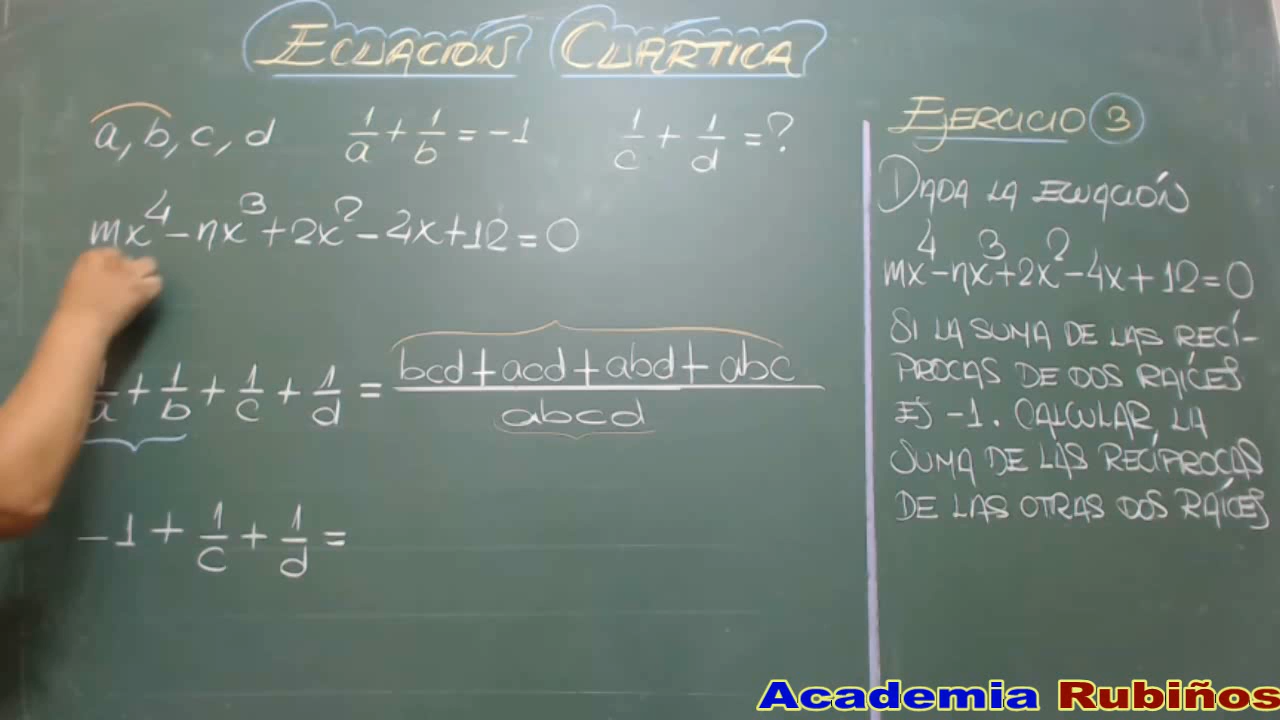 ECUACIÓN CUÁRTICA
a, b, c, d   1/a + 1/b = -1   1/c + 1/d = ?
mx⁴ - nx³ + 2x² - 4x + 12 = 0
1/a + 1/b + 1/c + 1/d = (bcd + acd + abd + abc)/abcd
-1 + 1/c + 1/d =
EJERCICIO 3
DADA LA ECUACIÓN
mx⁴ - nx³ + 2x² - 4x + 12 = 0
SI LA SUMA DE LAS RECÍ-
PROCAS DE DOS RAÍCES
ES -1. CALCULAR, LA
SUMA DE LAS RECÍPROCAS
DE LAS OTRAS DOS RAÍCES
Academia Rubiños